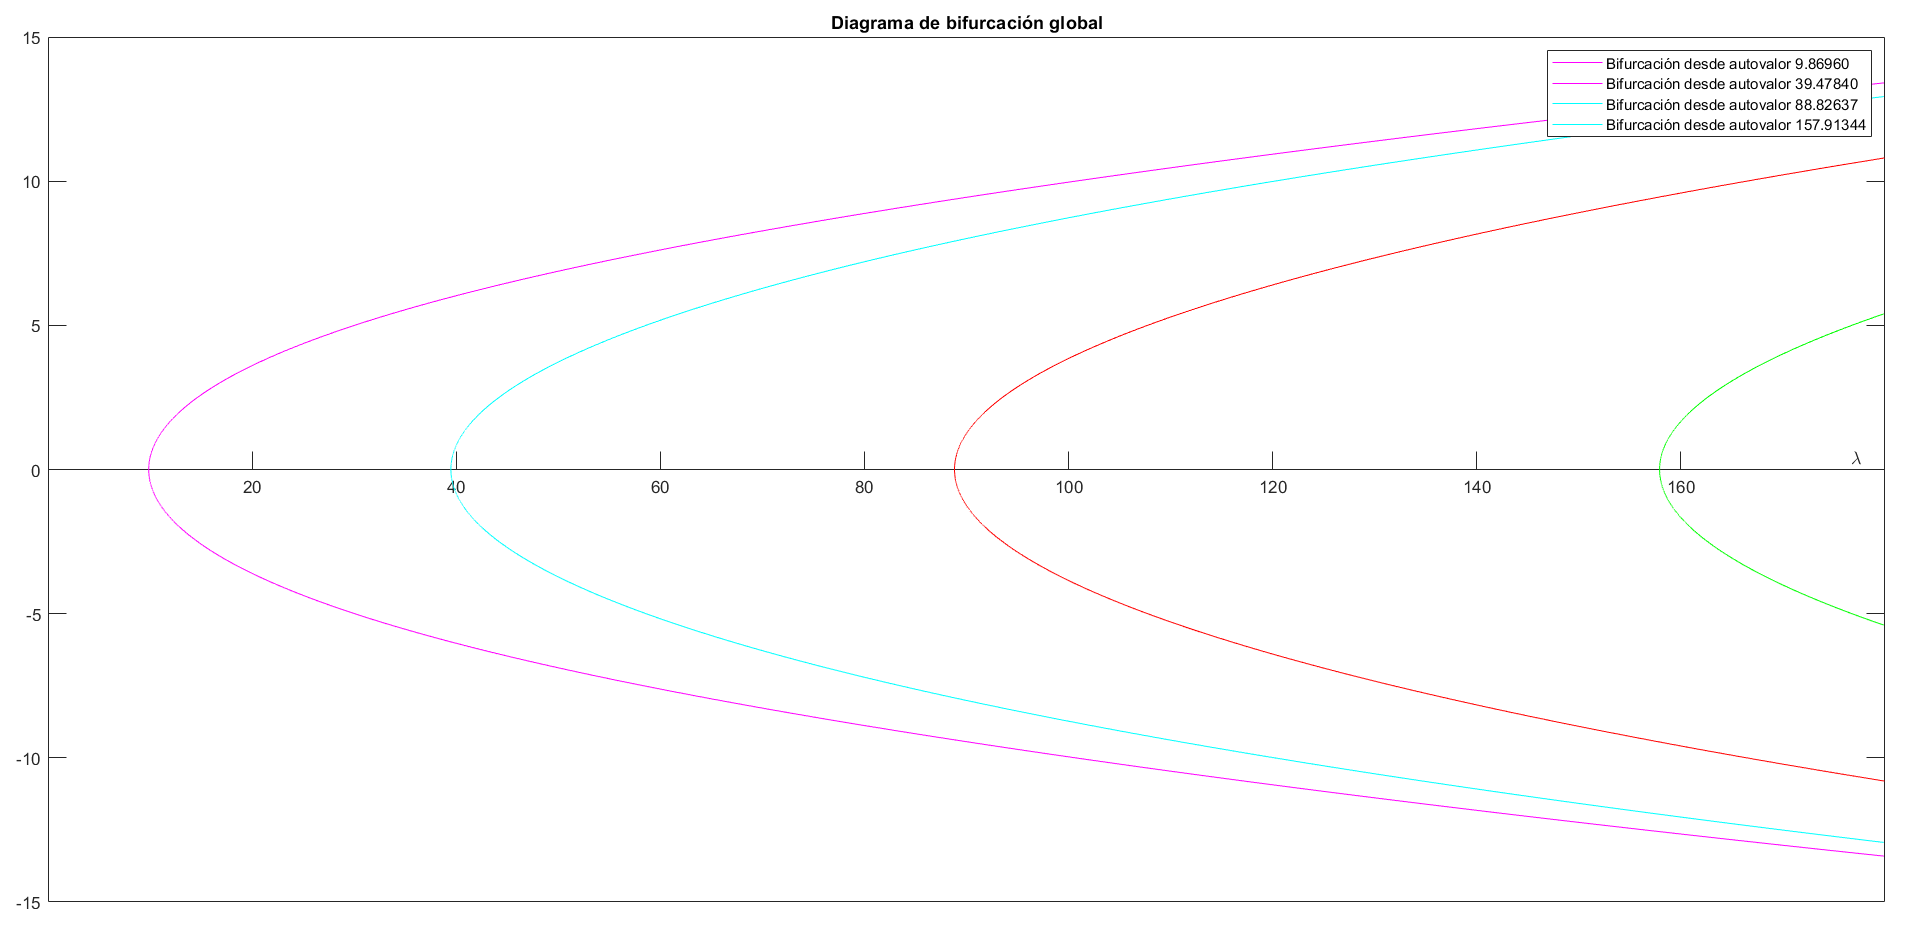 Diagrama de bifurcación global
Bifurcación desde autovalor 9.86960
Bifurcación desde autovalor 39.47840
Bifurcación desde autovalor 88.82637
Bifurcación desde autovalor 157.91344
15
10
5
0
-5
-10
-15
20 40 60 80 100 120 140 160
λ